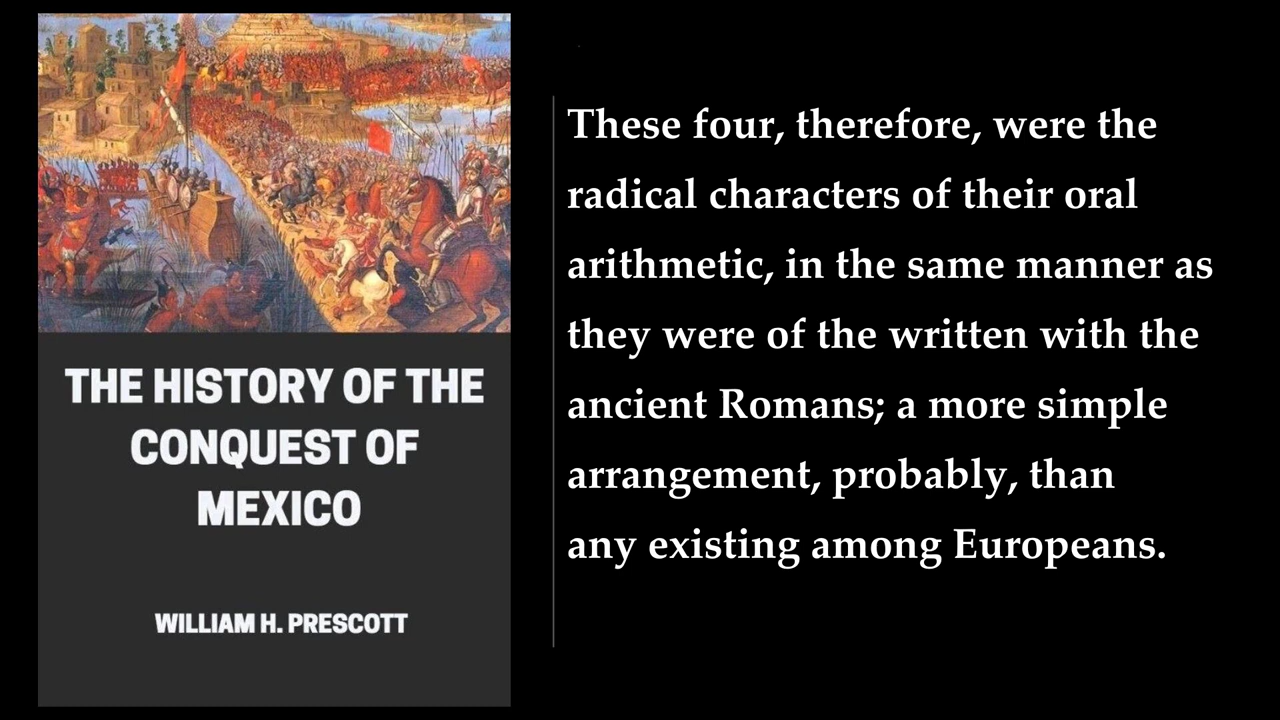 THE HISTORY OF THE
CONQUEST OF
MEXICO
WILLIAM H. PRESCOTT
These four, therefore, were the
radical characters of their oral
arithmetic, in the same manner as
they were of the written with the
ancient Romans; a more simple
arrangement, probably, than
any existing among Europeans.